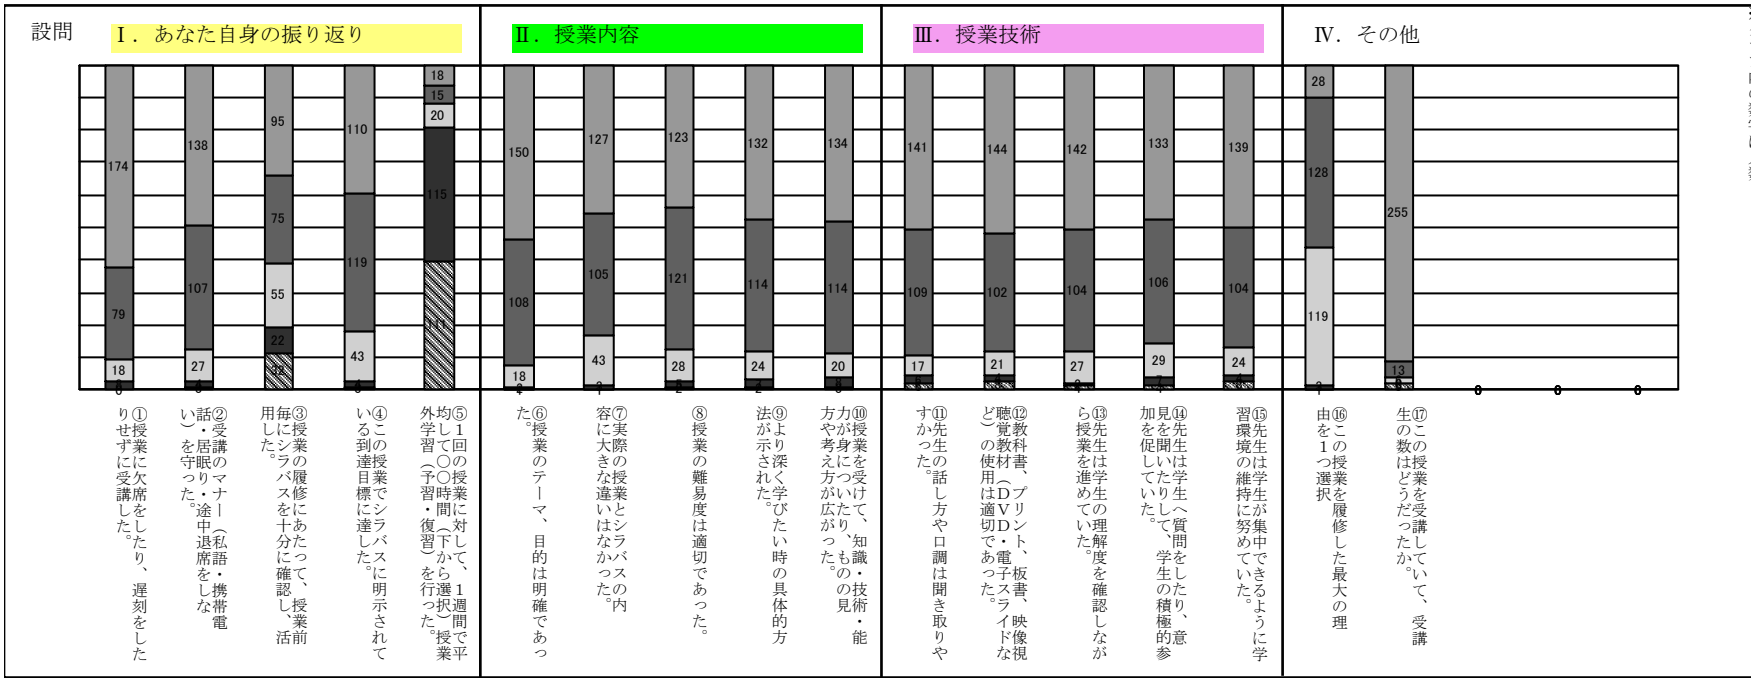 設問
Ⅰ．あなた自身の振り返り
Ⅱ．授業内容
Ⅲ．授業技術
Ⅳ．その他
174
79
18
138
107
27
95
75
55
22
32
110
119
43
18
15
20
115
111
150
108
18
127
105
43
123
121
28
132
114
24
134
114
20
141
109
17
144
102
21
142
104
27
133
106
29
139
104
24
28
128
119
255
13
0
0
0
①授業に欠席をしたり、遅刻をした
りせずに受講した。
②受講のマナー（私語・携帯電
話・居眠り・途中退席をしな
い）を守った。
③授業の履修にあたって、授業前
毎にシラバスを十分に確認し、活
用した。
④この授業でシラバスに明示されて
いる到達目標に達した。
⑤１回の授業に対して、１週間で平
均して○○時間（下から選択）授業
外学習（予習・復習）を行った。
⑥授業のテーマ、目的は明確であっ
た。
⑦実際の授業とシラバスの内
容に大きな違いはなかった。
⑧授業の難易度は適切であった。
⑨より深く学びたい時の具体的方
法が示された。
⑩授業を受けて、知識・技術・能
力が身についたり、ものの見
方や考え方が広がった。
⑪先生の話し方や口調は聞き取りや
すかった。
⑫教科書、プリント、板書、映像視
聴覚教材（ＤＶＤ・電子スライドな
ど）の使用は適切であった。
⑬先生は学生の理解度を確認しなが
ら授業を進めていた。
⑭先生は学生へ質問をしたり、意
見を聞いたりして、学生の積極的参
加を促していた。
⑮先生は学生が集中できるように学
習環境の維持に努めていた。
⑯この授業を履修した最大の理
由を１つ選択
⑰この授業を受講していて、受講
生の数はどうだったか。